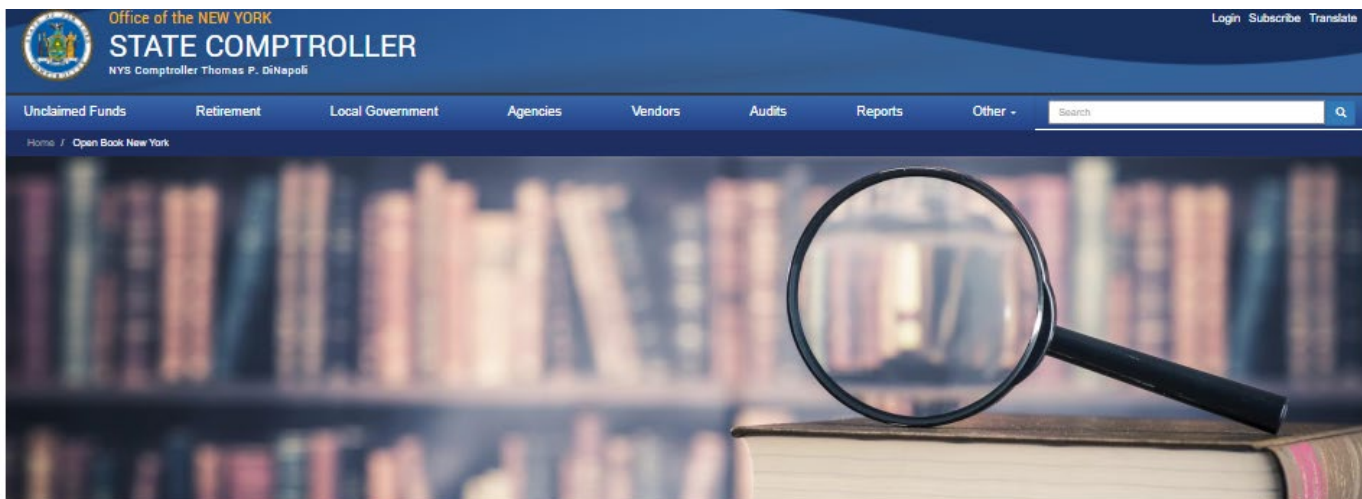 Office of the NEW YORK
STATE COMPTROLLER
NYS Comptroller Thomas P. DiNapoli
Login Subscribe Translate
Unclaimed Funds Retirement Local Government Agencies Vendors Audits Reports Other
Search
Home / Open Book New York